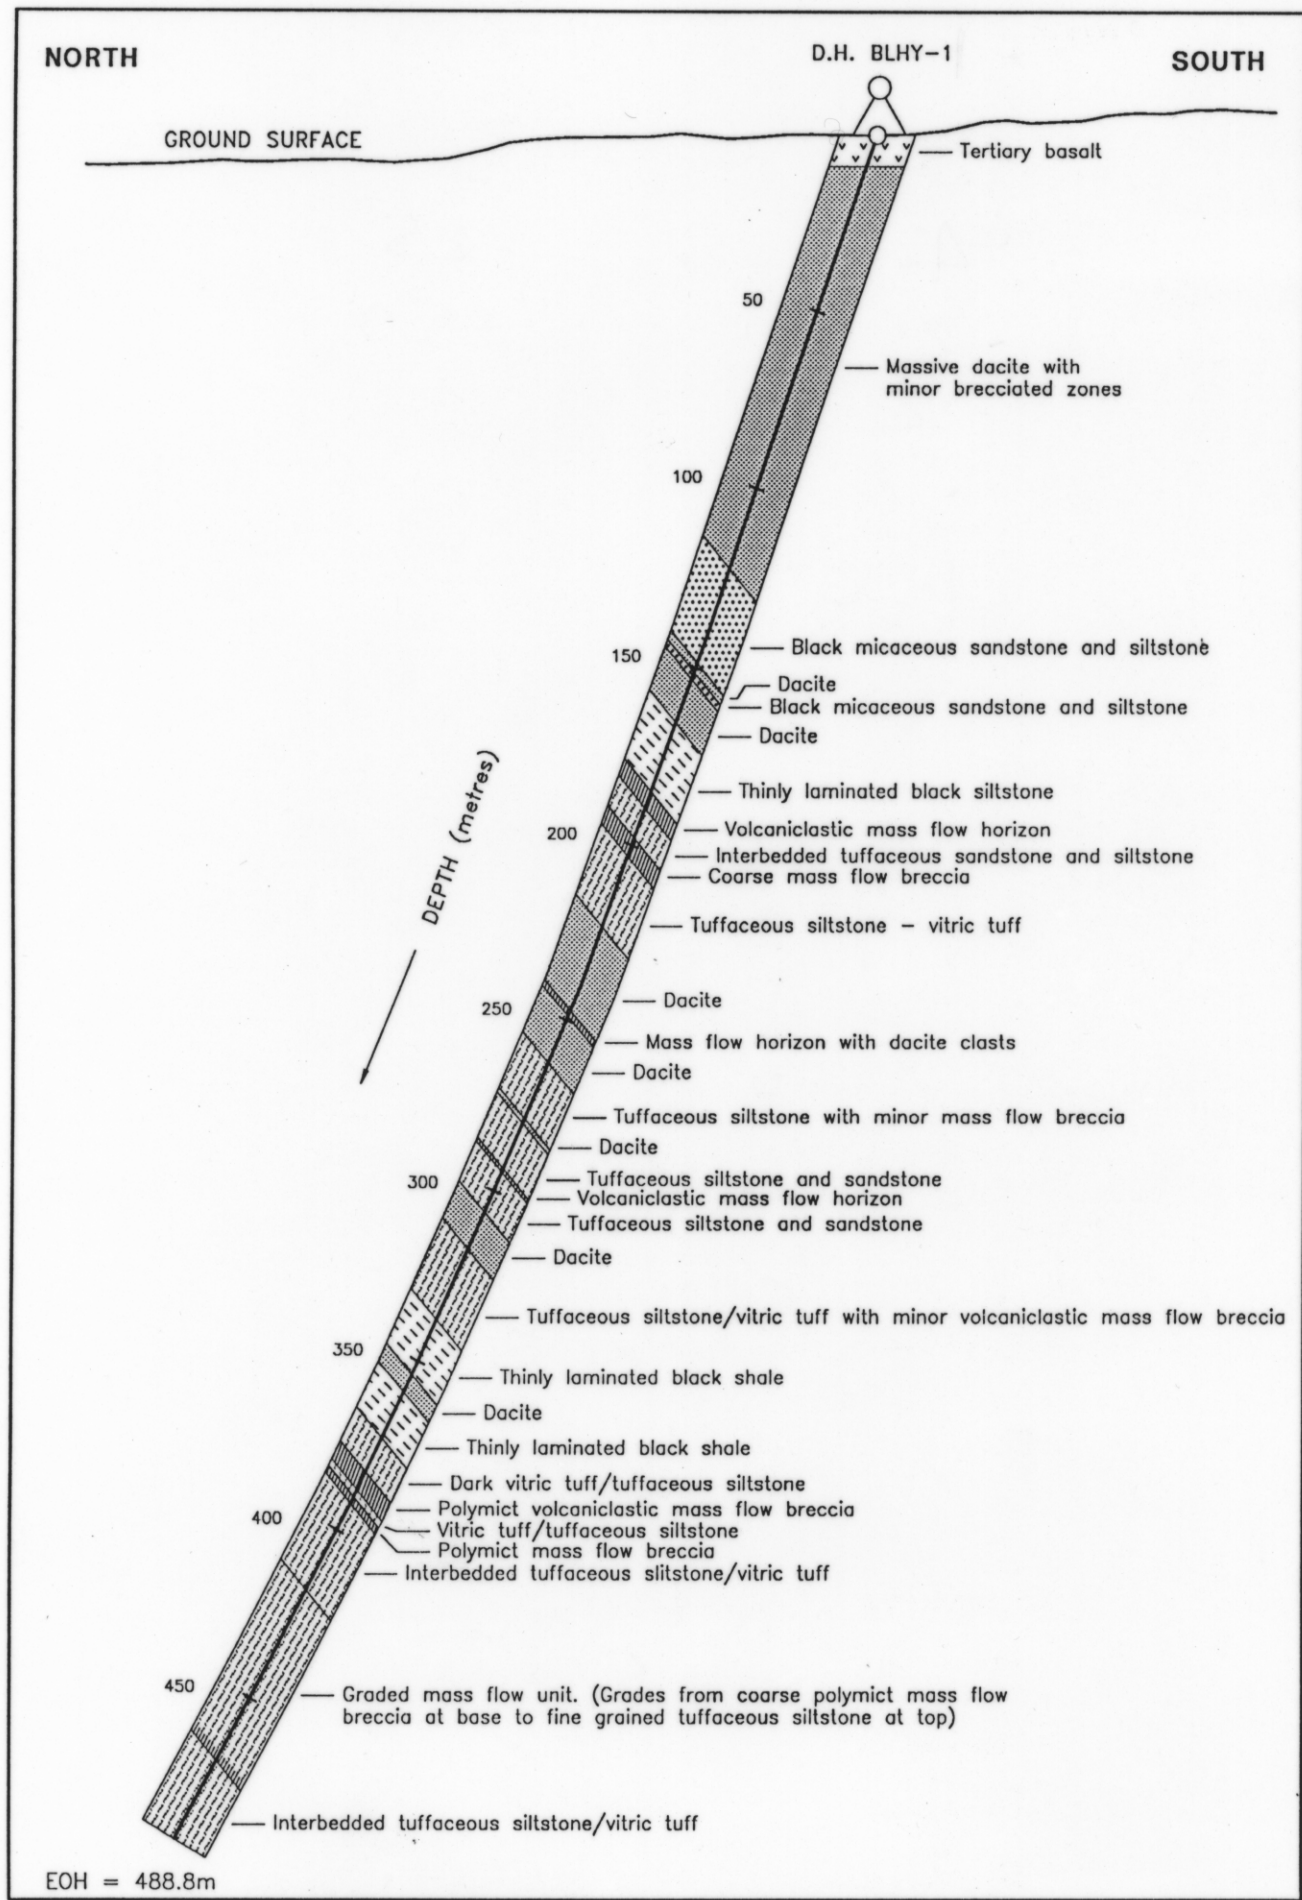 NORTH
D.H. BLHY-1
SOUTH
GROUND SURFACE
Tertiary basalt
50
Massive dacite with
minor brecciated zones
100
150
Black micaceous sandstone and siltstone
Dacite
Black micaceous sandstone and siltstone
Dacite
DEPTH (metres)
Thinly laminated black siltstone
200
Volcaniclastic mass flow horizon
Interbedded tuffaceous sandstone and siltstone
Coarse mass flow breccia
Tuffaceous siltstone - vitric tuff
250
Dacite
Mass flow horizon with dacite clasts
Dacite
Tuffaceous siltstone with minor mass flow breccia
Dacite
300
Tuffaceous siltstone and sandstone
Volcaniclastic mass flow horizon
Tuffaceous siltstone and sandstone
Dacite
Tuffaceous siltstone/vitric tuff with minor volcaniclastic mass flow breccia
350
Thinly laminated black shale
Dacite
Thinly laminated black shale
Dark vitric tuff/tuffaceous siltstone
Polymict volcaniclastic mass flow breccia
400
Vitric tuff/tuffaceous siltstone
Polymict mass flow breccia
Interbedded tuffaceous slitstone/vitric tuff
450
Graded mass flow unit. (Grades from coarse polymict mass flow
breccia at base to fine grained tuffaceous siltstone at top)
Interbedded tuffaceous siltstone/vitric tuff
EOH = 488.8m